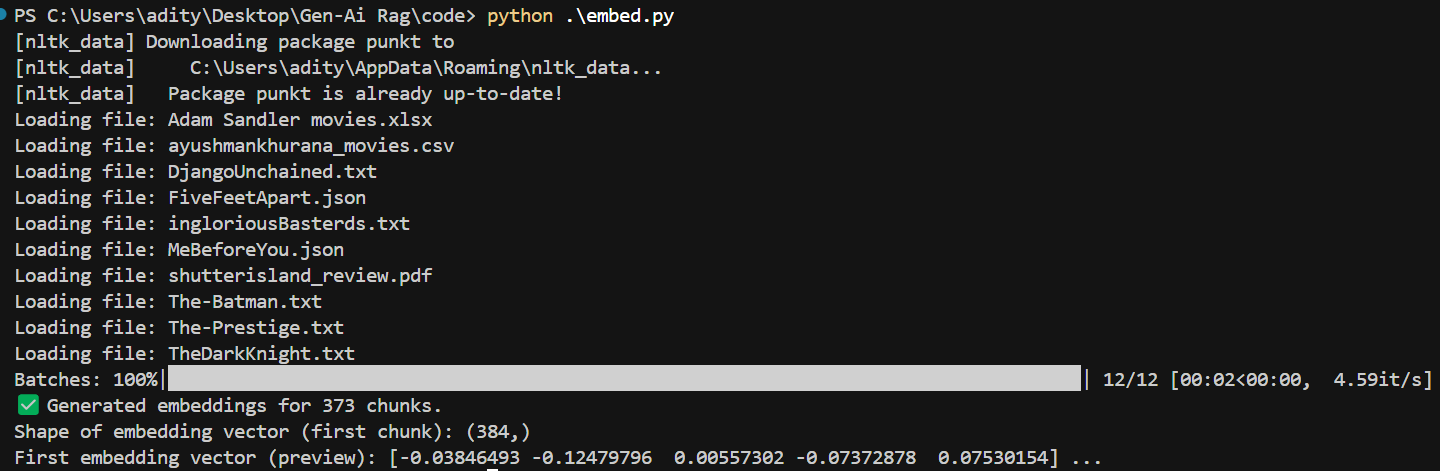 PS C:\Users\adity\Desktop\Gen-Ai Rag\code> python .\embed.py
[nltk_data] Downloading package punkt to
[nltk_data]     C:\Users\adity\AppData\Roaming\nltk_data...
[nltk_data]   Package punkt is already up-to-date!
Loading file: Adam Sandler movies.xlsx
Loading file: ayushmankhurana_movies.csv
Loading file: DjangoUnchained.txt
Loading file: FiveFeetApart.json
Loading file: ingloriousBasterds.txt
Loading file: MeBeforeYou.json
Loading file: shutterisland_review.pdf
Loading file: The-Batman.txt
Loading file: The-Prestige.txt
Loading file: TheDarkKnight.txt
Batches: 100%|██████████| 12/12 [00:02<00:00,  4.59it/s]
✅ Generated embeddings for 373 chunks.
Shape of embedding vector (first chunk): (384,)
First embedding vector (preview): [-0.03846493 -0.12479796  0.00557302 -0.07372878  0.07530154] ...